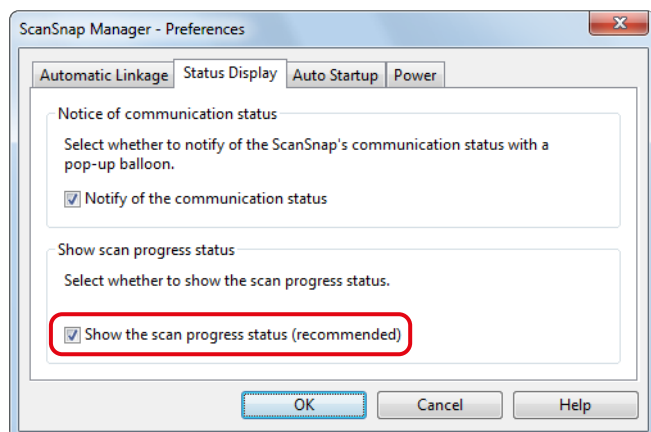 ScanSnap Manager - Preferences
Automatic Linkage Status Display Auto Startup Power
Notice of communication status
Select whether to notify of the ScanSnap's communication status with a
pop-up balloon.
Notify of the communication status
Show scan progress status
Select whether to show the scan progress status.
Show the scan progress status (recommended)
OK Cancel Help